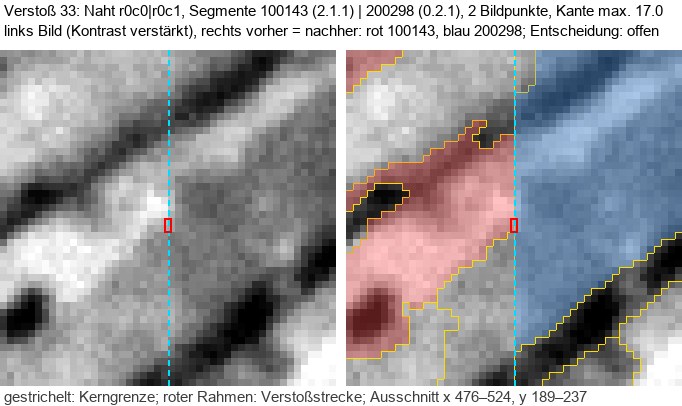 Verstoß 33: Naht r0c0|r0c1, Segmente 100143 (2.1.1) | 200298 (0.2.1), 2 Bildpunkte, Kante max. 17.0
links Bild (Kontrast verstärkt), rechts vorher = nachher: rot 100143, blau 200298; Entscheidung: offen
gestrichelt: Kerngrenze; roter Rahmen: Verstoßstrecke; Ausschnitt x 476–524, y 189–237